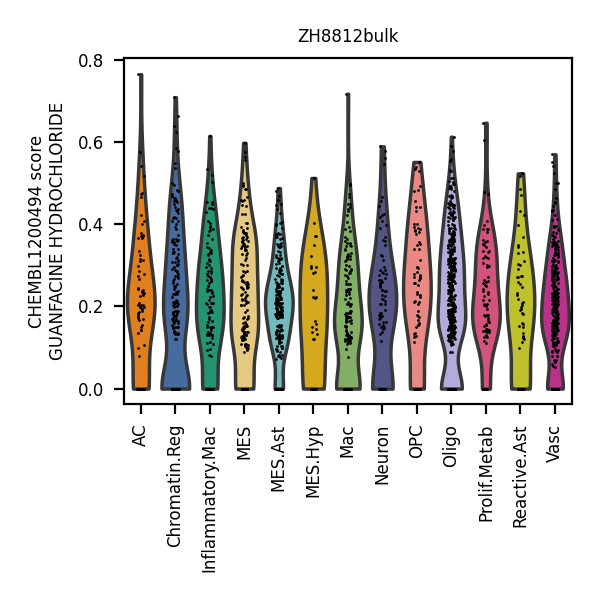 ZH8812bulk
CHEMBL1200494 score
GUANFACINE HYDROCHLORIDE
0.8
0.6
0.4
0.2
0.0
AC
Chromatin.Reg
Inflammatory.Mac
MES
MES.Ast
MES.Hyp
Mac
Neuron
OPC
Oligo
Prolif.Metab
Reactive.Ast
Vasc